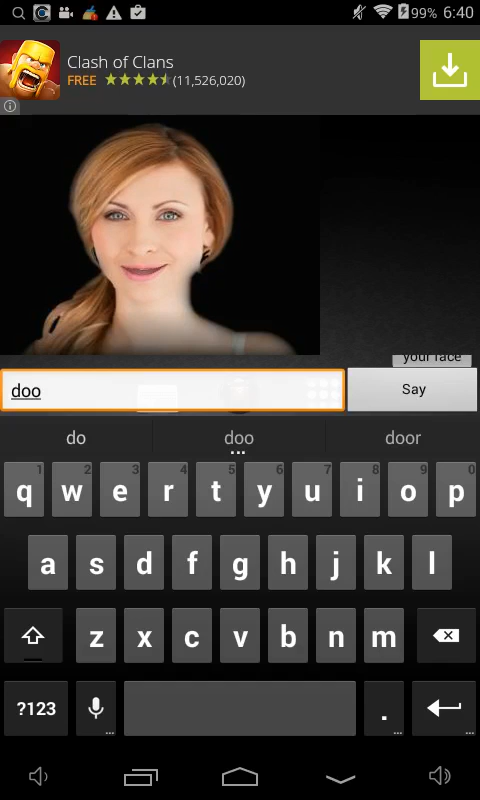 99% 6:40
Clash of Clans
FREE (11,526,020)
your face
doo
Say
do doo door
1 2 3 4 5 6 7 8 9 0
q w e r t y u i o p
a s d f g h j k l
z x c v b n m
?123 .